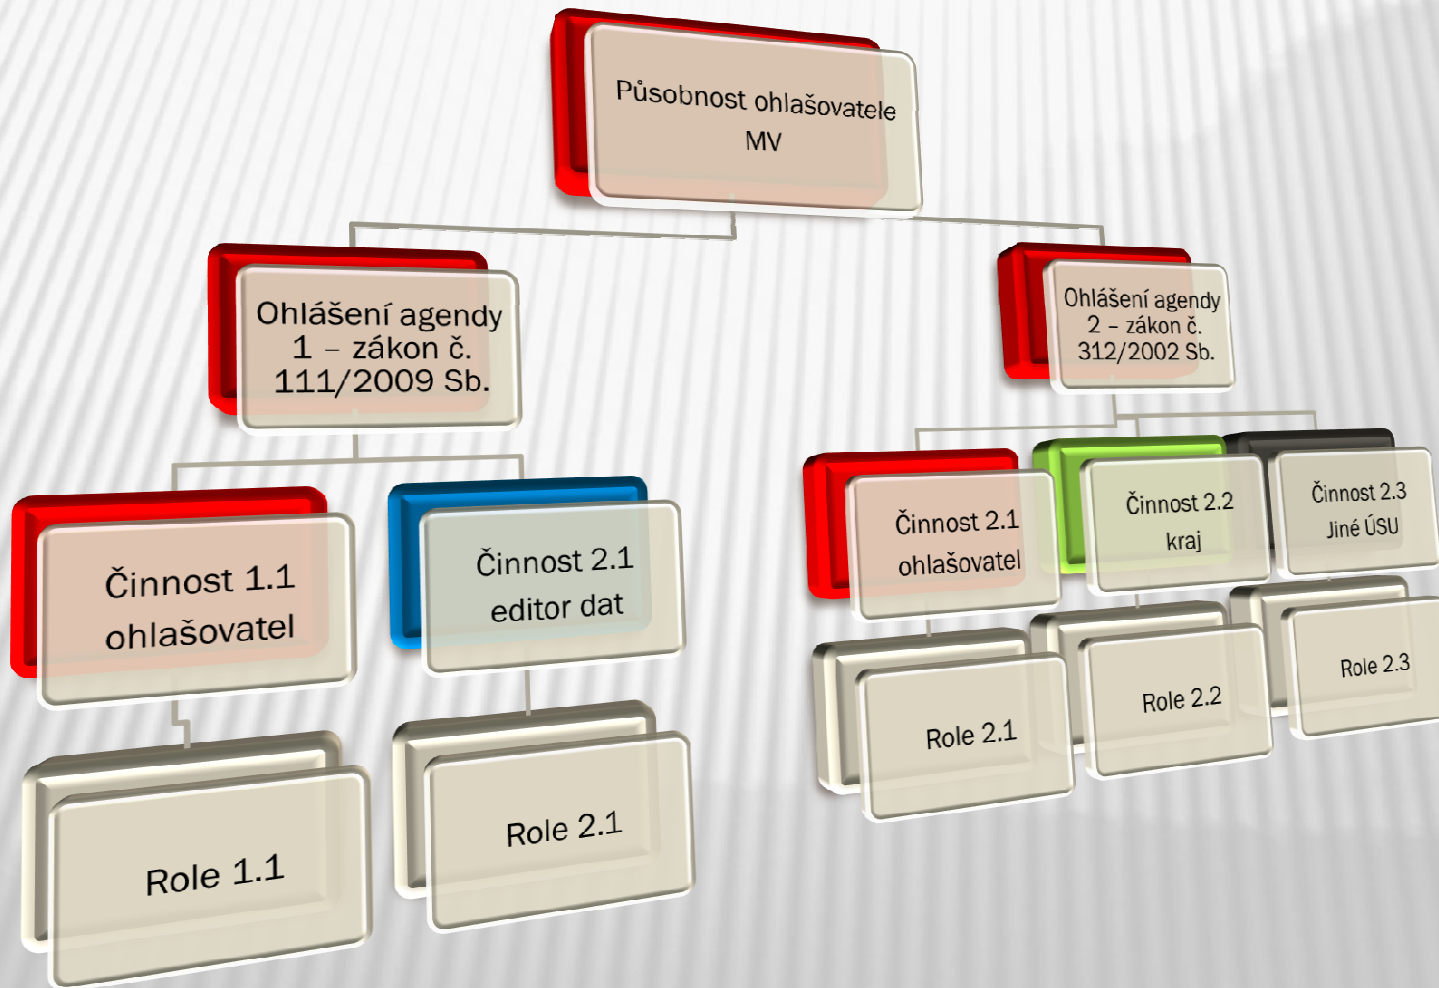 Působnost ohlašovatele
MV
Ohlášení agendy
1 – zákon č.
111/2009 Sb.
Ohlášení agendy
2 – zákon č.
312/2002 Sb.
Činnost 1.1
ohlašovatel
Činnost 2.1
editor dat
Činnost 2.1
ohlašovatel
Činnost 2.2
kraj
Činnost 2.3
Jiné ÚSU
Role 1.1
Role 2.1
Role 2.1
Role 2.2
Role 2.3